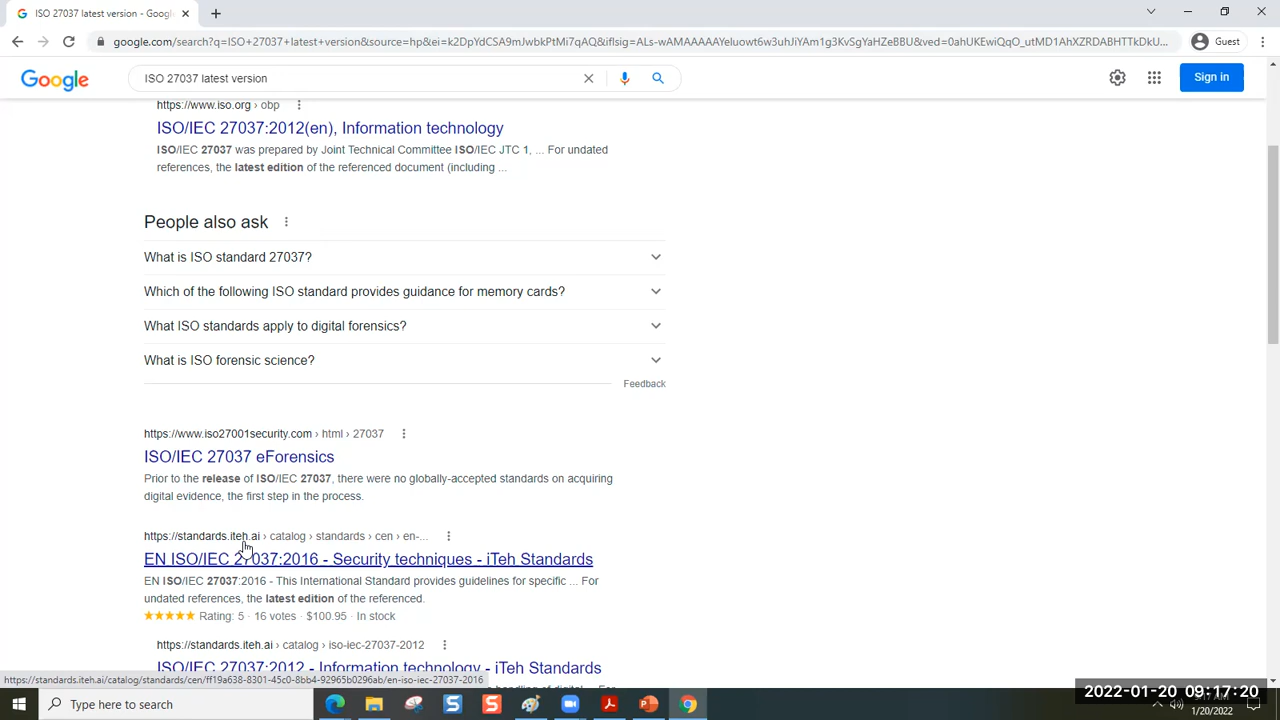 ISO 27037 latest version - Google
google.com/search?q=ISO+27037+latest+version&source=hp&ei=k2DpYdCSA9mJwbkPtMi7qAQ&iflsig=ALs-wAMAAAAAYeluowt6w3uhJiYAm1g3KvSgYaHZeBBU&ved=0ahUKEwiQqO_utMD1AhXZRDABHTTkDkU...
Guest
Google
ISO 27037 latest version
Sign in
https://www.iso.org › obp
ISO/IEC 27037:2012(en), Information technology
ISO/IEC 27037 was prepared by Joint Technical Committee ISO/IEC JTC 1, ... For undated
references, the latest edition of the referenced document (including ...
People also ask
What is ISO standard 27037?
Which of the following ISO standard provides guidance for memory cards?
What ISO standards apply to digital forensics?
What is ISO forensic science?
Feedback
https://www.iso27001security.com › html › 27037
ISO/IEC 27037 eForensics
Prior to the release of ISO/IEC 27037, there were no globally-accepted standards on acquiring
digital evidence, the first step in the process.
https://standards.iteh.ai › catalog › standards › cen › en-...
EN ISO/IEC 27037:2016 - Security techniques - iTeh Standards
EN ISO/IEC 27037:2016 - This International Standard provides guidelines for specific ... For
undated references, the latest edition of the referenced.
Rating: 5 · 16 votes · $100.95 · In stock
https://standards.iteh.ai › catalog › iso-iec-27037-2012
ISO/IEC 27037:2012 - Information technology - iTeh Standards
https://standards.iteh.ai/catalog/standards/cen/ff19a638-8301-45c0-8bb4-92965b0296ab/en-iso-iec-27037-2016
Type here to search
2022-01-20 09:17:20
1/20/2022